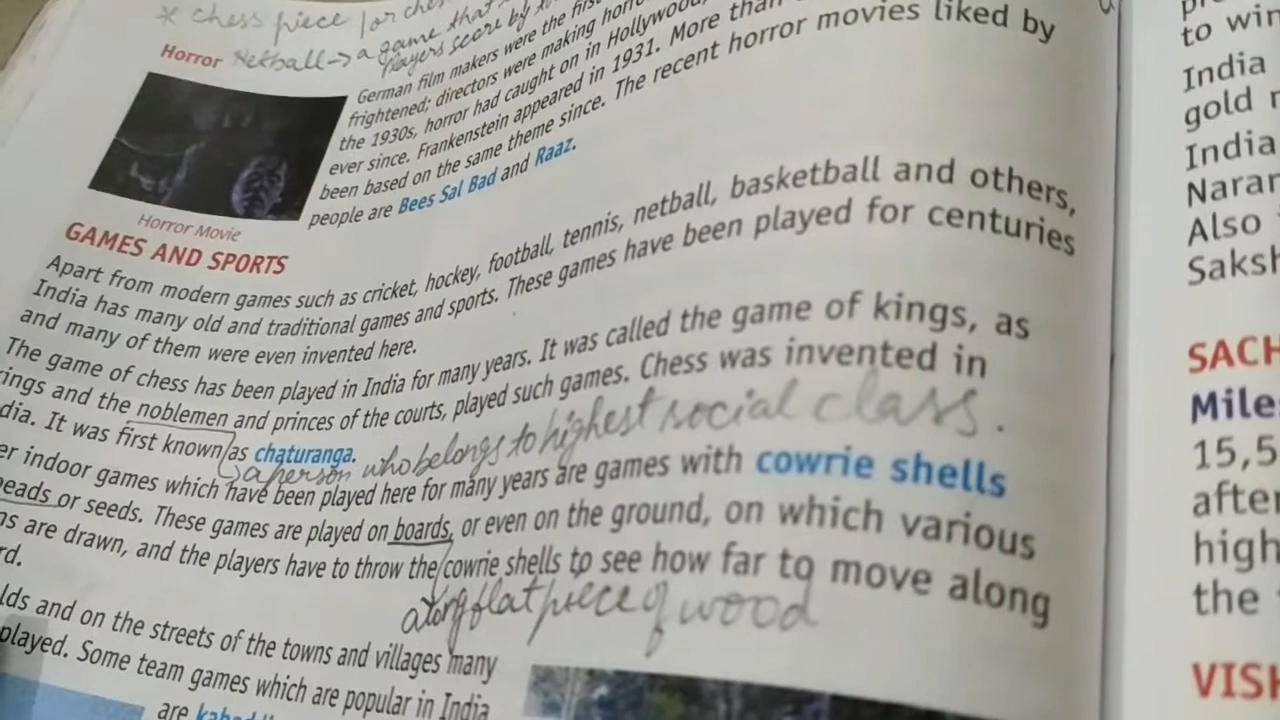 * chess piece for
Horror
Netball → a game that
players score by
German film makers were the
frightened; directors were making
the 1930s, horror had caught on in Hollywood,
ever since. Frankenstein appeared in 1931. More than
been based on the same theme since. The recent horror movies liked by
people are Bees Sal Bad and Raaz.
Horror Movie
GAMES AND SPORTS
Apart from modern games such as cricket, hockey, football, tennis, netball, basketball and others,
India has many old and traditional games and sports. These games have been played for centuries
and many of them were even invented here.
The game of chess has been played in India for many years. It was called the game of kings, as
ings and the noblemen and princes of the courts, played such games. Chess was invented in
dia. It was first known as chaturanga.
a person who belongs to highest social class.
er indoor games which have been played here for many years are games with cowrie shells
beads or seeds. These games are played on boards, or even on the ground, on which various
ns are drawn, and the players have to throw the cowrie shells to see how far to move along
rd.
a long flat piece of wood
lds and on the streets of the towns and villages many
played. Some team games which are popular in India
are
to win
India
gold
India
Also
SACH
15,5
after
high
the
VISH